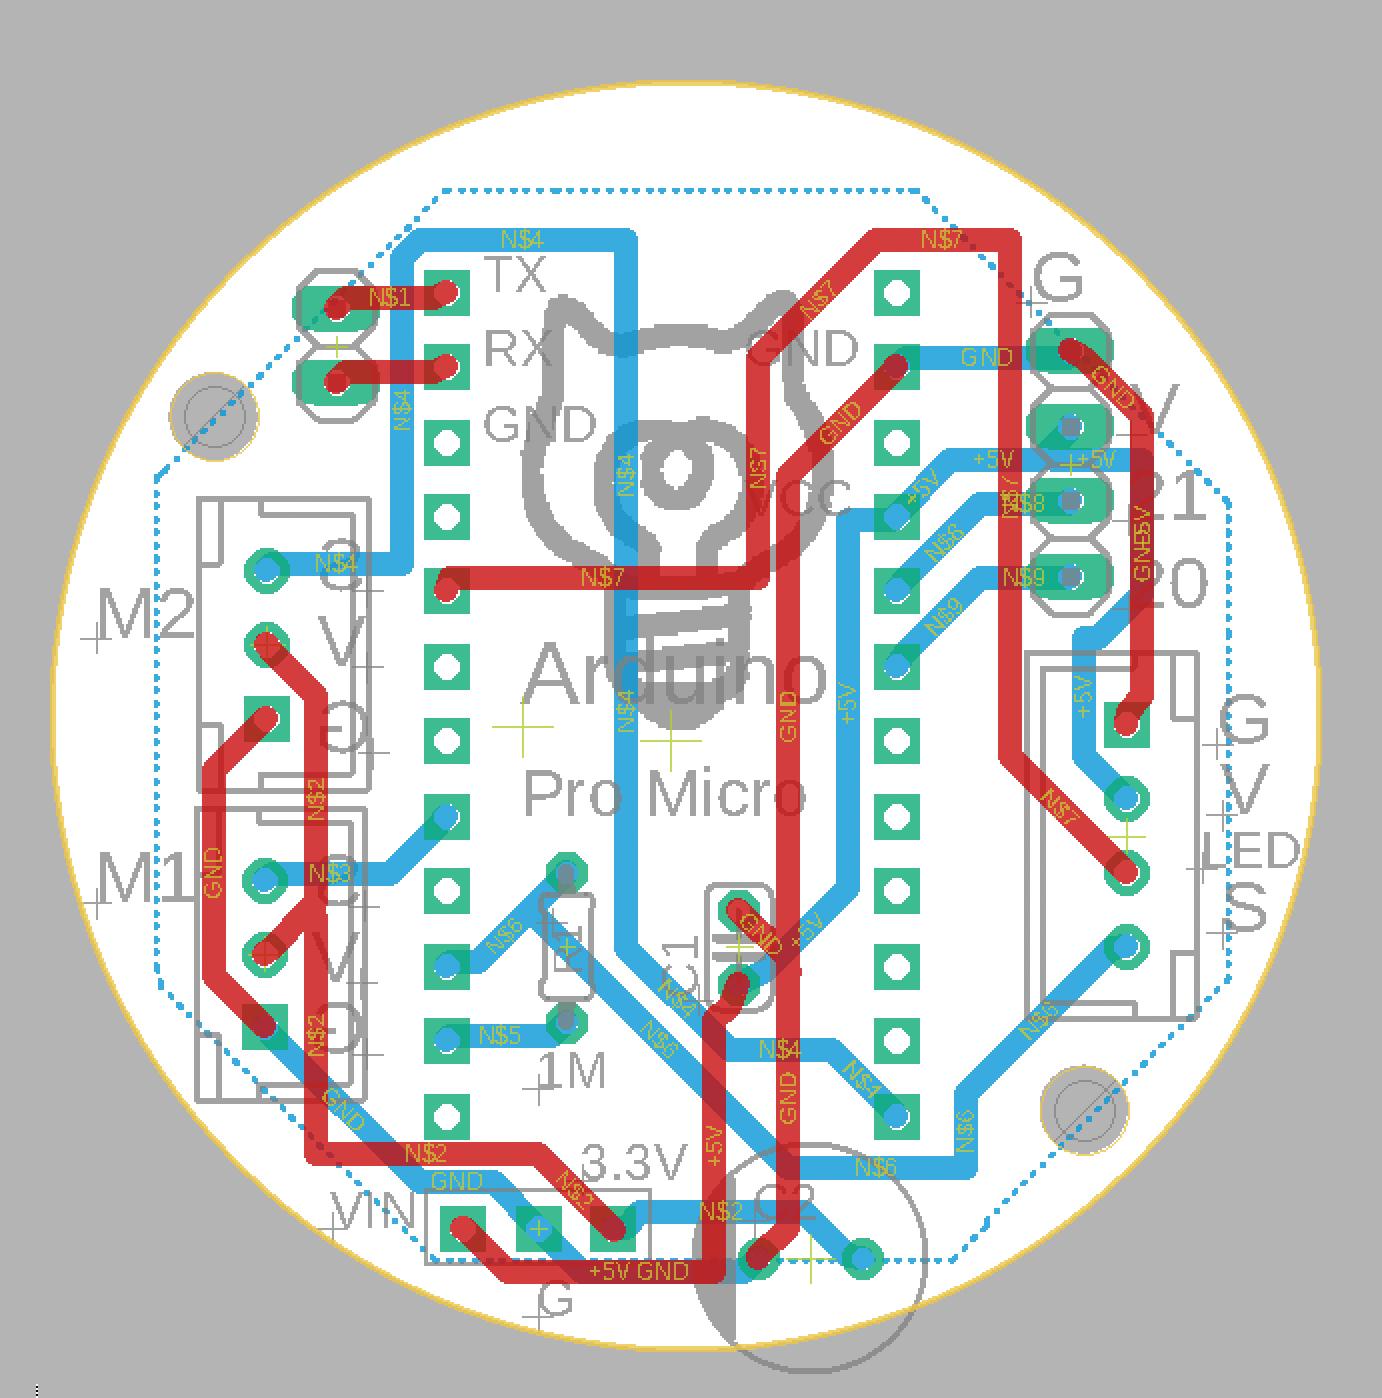 N$4
N$7
TX
G
N$1
N$7
RX
GND
GND
GND
N$4
GND
GND
V
N$4
N$7
+5V
+5V
VCC
+5V
N$7
N$8
21
N$8
GND
+5V
N$4
S
N$7
N$9
20
M2
V
N$9
Arduino
N$4
GND
+5V
+5V
G
G
N$2
Pro Micro
V
N$7
M1
GND
N$3
S
LED
S
N$6
R1
GND
+5V
V
C1
N$4
N$2
G
N$5
N$6
N$4
N$4
N$6
1M
GND
GND
+5V
N$6
N$2
3.3V
N$6
VIN
GND
N$2
N$2
C2
+5V
GND
G